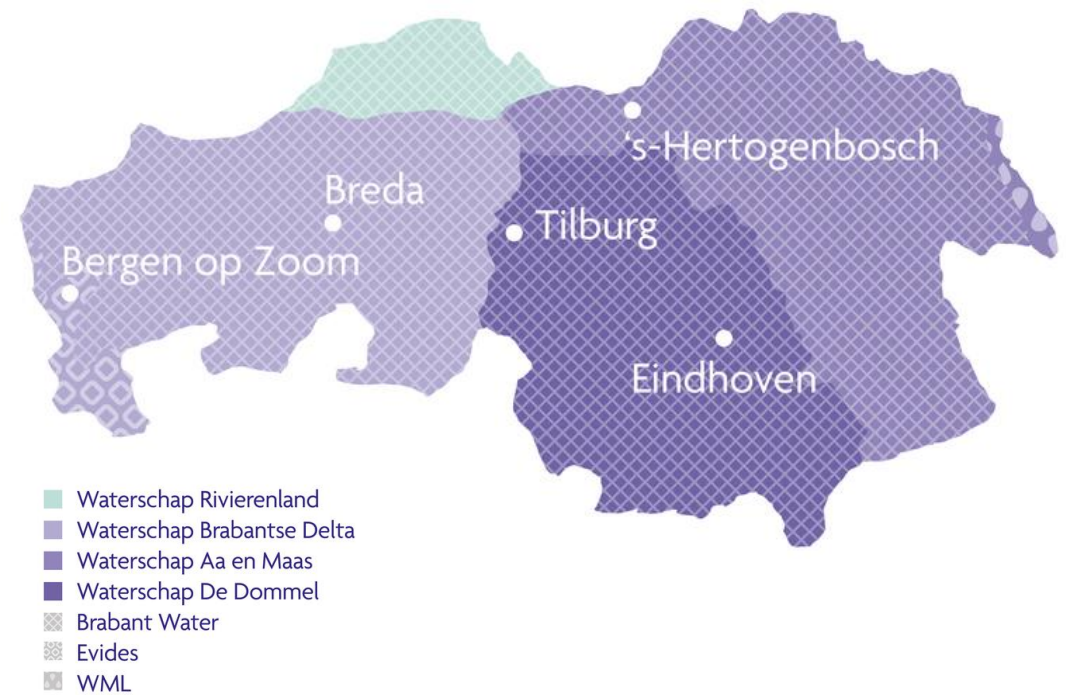 ‘s-Hertogenbosch
Breda
Tilburg
Bergen op Zoom
Eindhoven
Waterschap Rivierenland
Waterschap Brabantse Delta
Waterschap Aa en Maas
Waterschap De Dommel
Brabant Water
Evides
WML